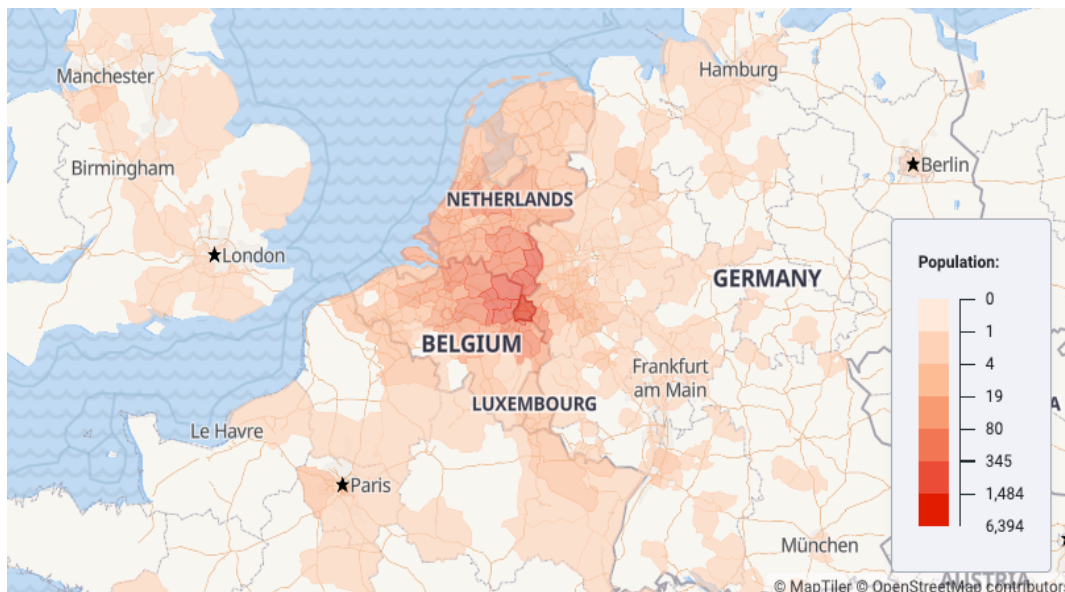 Manchester
Hamburg
Birmingham
Berlin
NETHERLANDS
London
Population:
GERMANY
0
1
BELGIUM
4
Frankfurt
am Main
19
LUXEMBOURG
A
80
Le Havre
345
Paris
1,484
6,394
München
AUSTRIA
© MapTiler © OpenStreetMap contributors